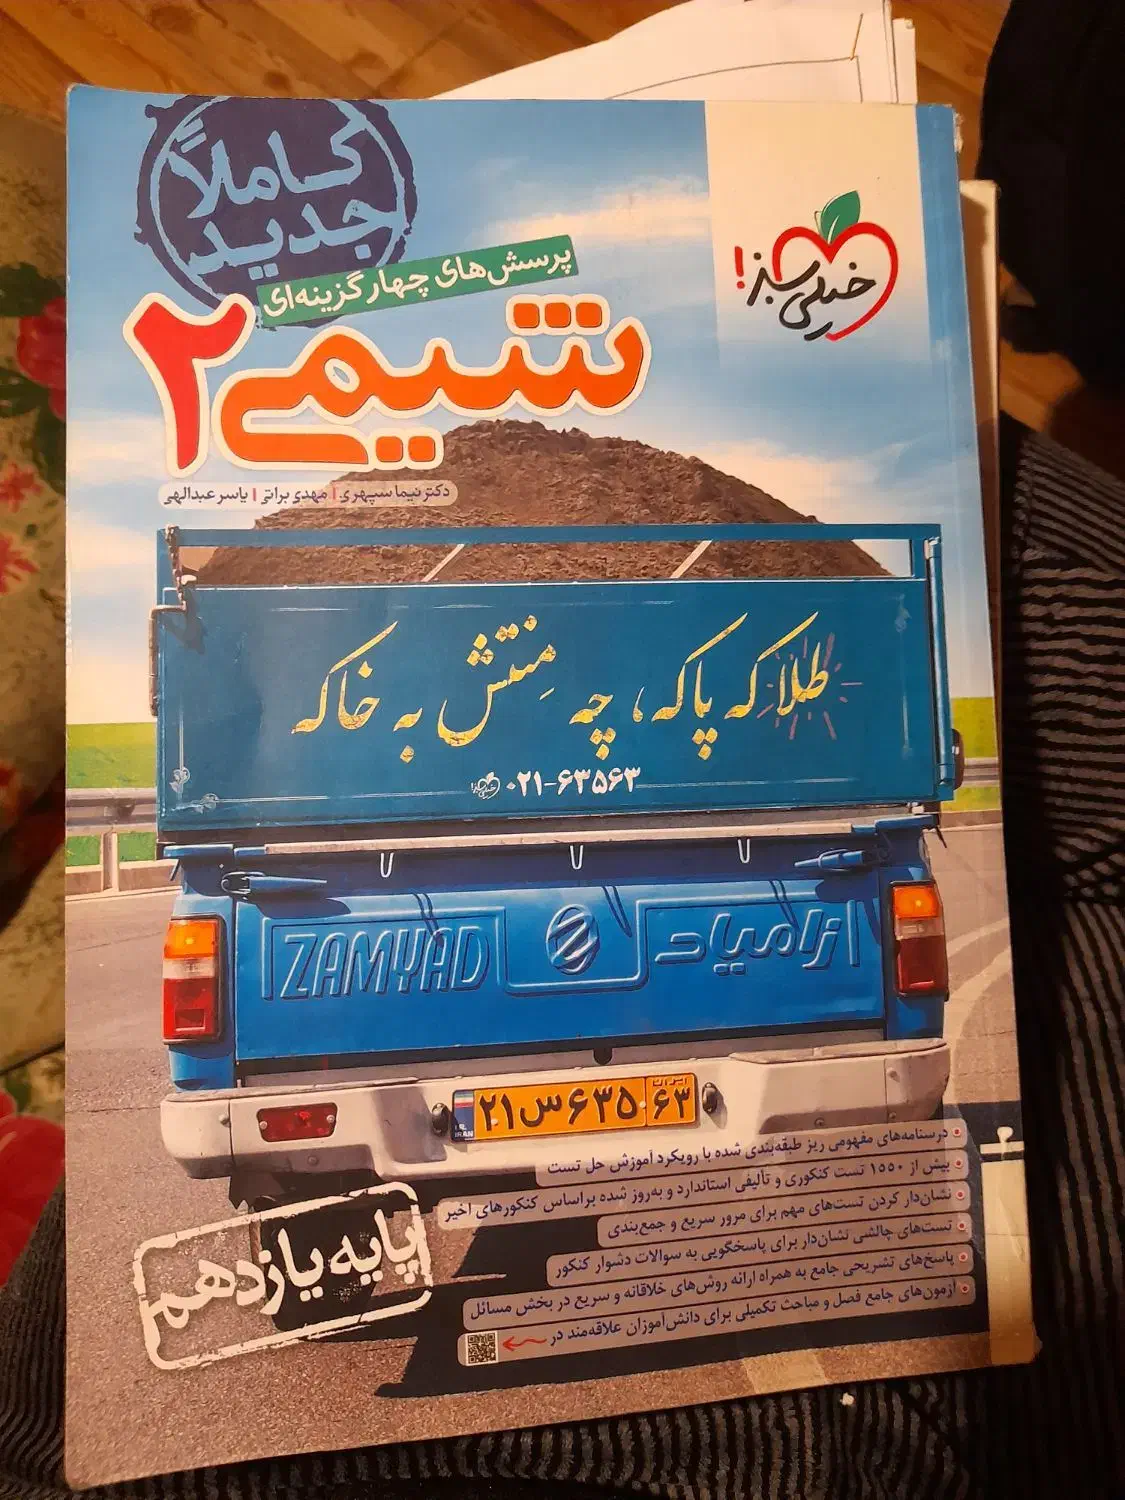 کاملاً
جدید
خیلی سبز!
پرسش‌های چهارگزینه‌ای
شیمی ۲
دکتر نیما سپهری | مهدی براتی | یاسر عبدالهی
طلا که پاکه، چه منتش به خاکه
۰۲۱-۶۳۵۶۳
خیلی سبز!
ZAMYAD زامیاد
ایران
۲۱ س ۶۳۵ ۶۳
I.R.
IRAN
درسنامه‌های مفهومی ریز طبقه‌بندی شده با رویکرد آموزش حل تست
بیش از ۱۵۵۰ تست کنکوری و تألیفی استاندارد و به‌روز شده براساس کنکورهای اخیر
نشان‌دار کردن تست‌های مهم برای مرور سریع و جمع‌بندی
تست‌های چالشی نشان‌دار برای پاسخگویی به سوالات دشوار کنکور
پاسخ‌های تشریحی جامع به همراه ارائه روش‌های خلاقانه و سریع در بخش مسائل
آزمون‌های جامع فصل و مباحث تکمیلی برای دانش‌آموزان علاقه‌مند در
پایه یازدهم